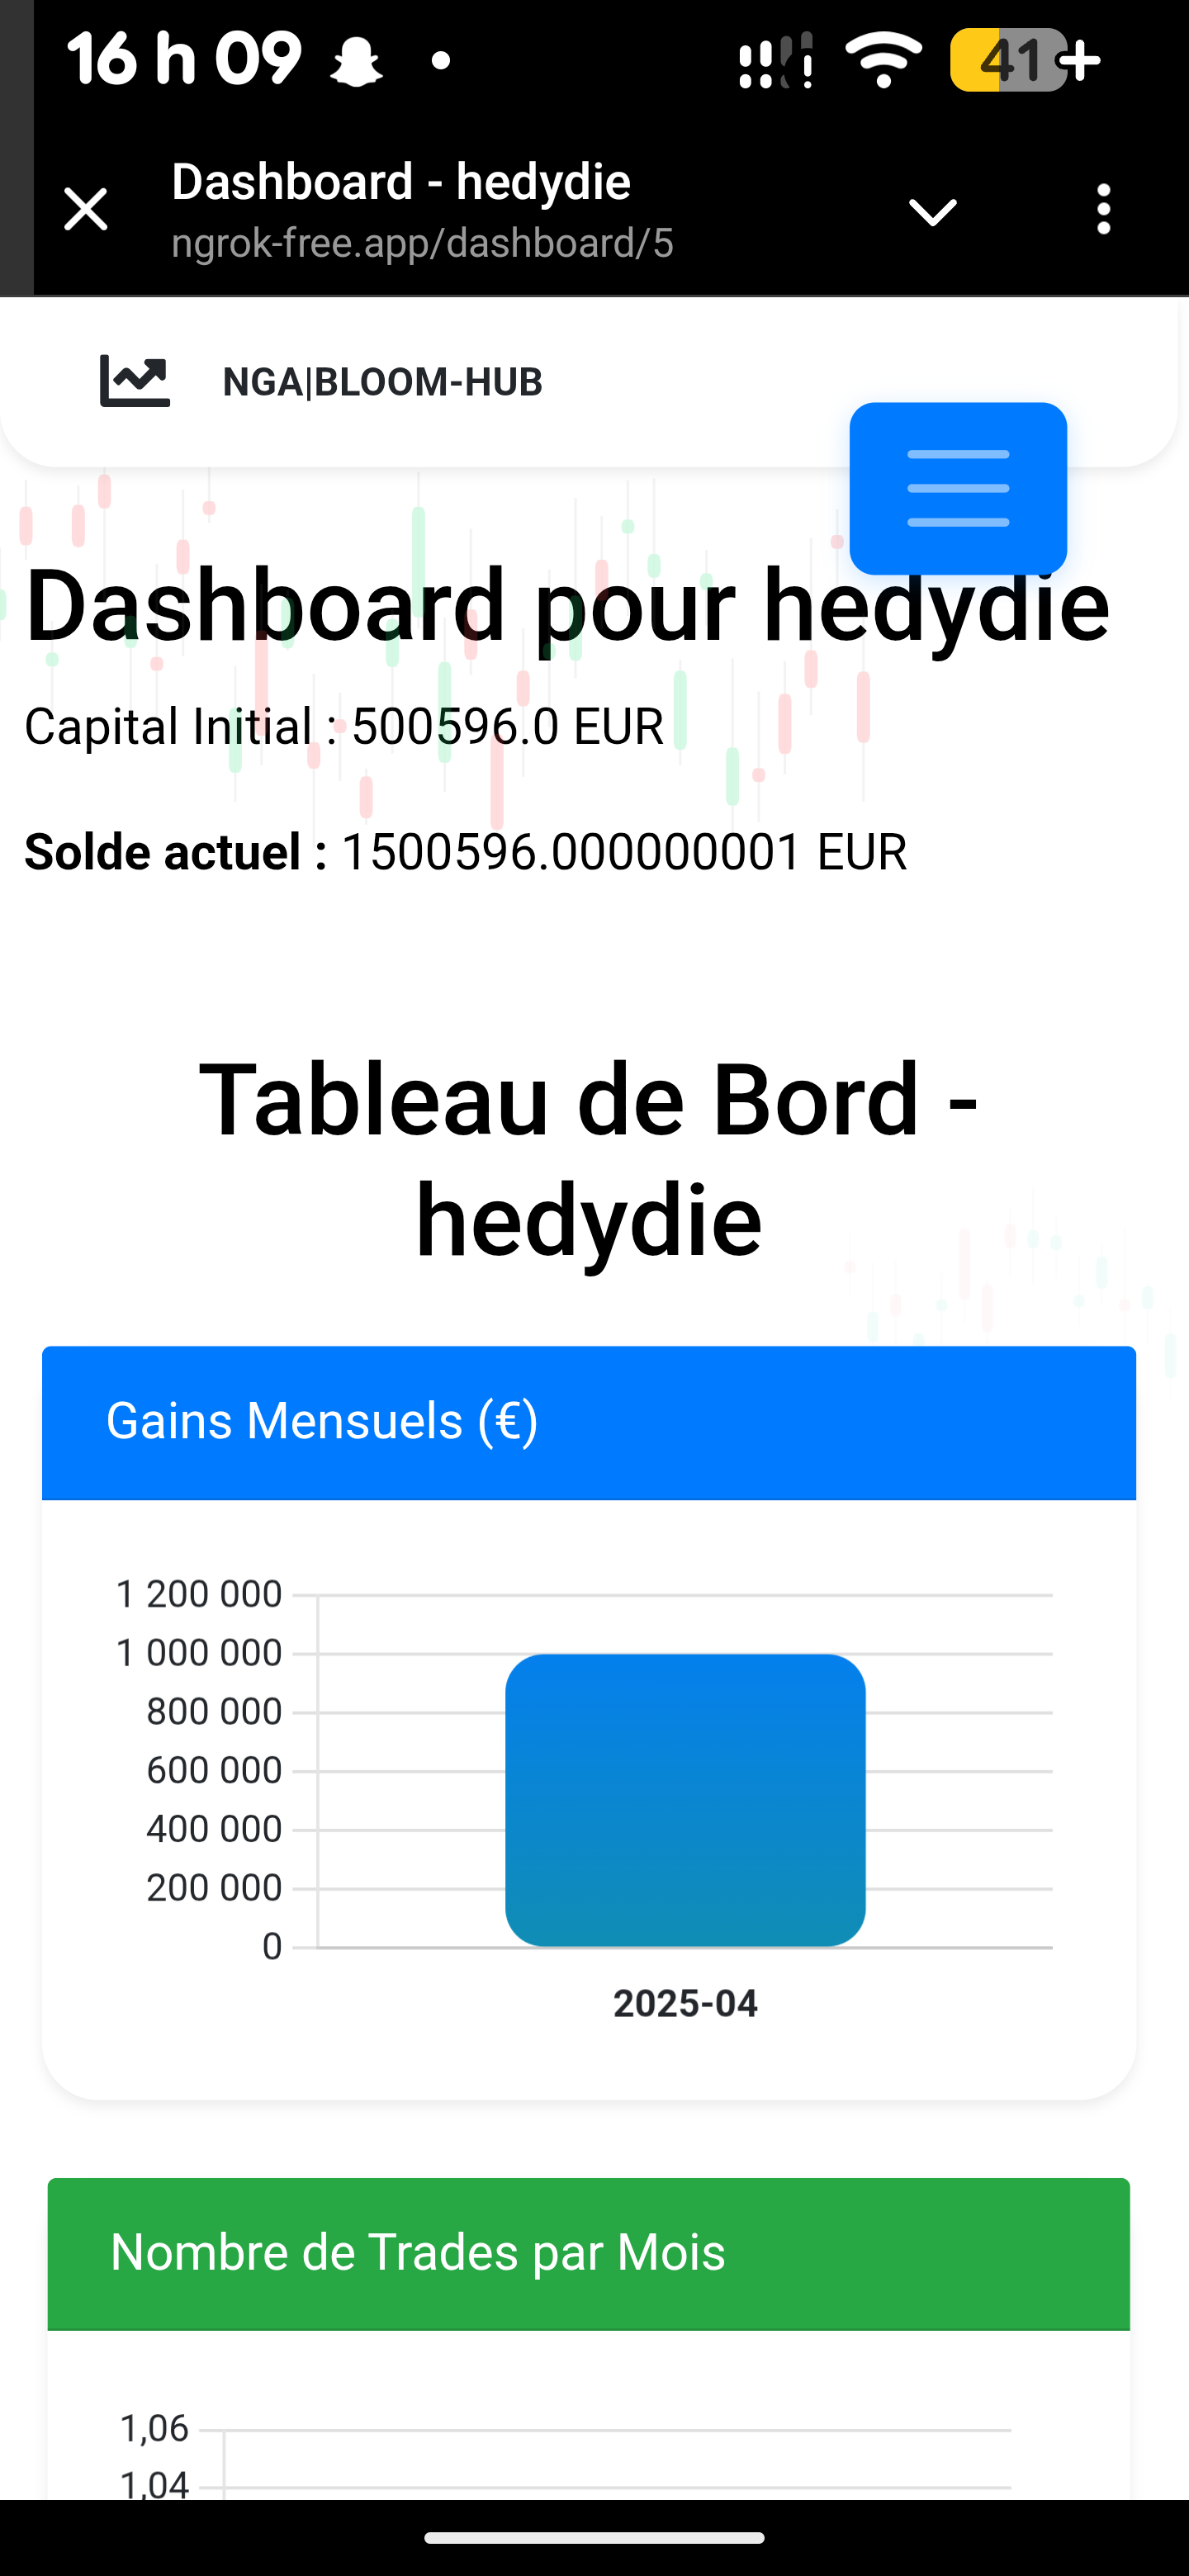 16 h 09
41+
Dashboard - hedydie
ngrok-free.app/dashboard/5
NGA|BLOOM-HUB
Dashboard pour hedydie
Capital Initial : 500596.0 EUR
Solde actuel : 1500596.000000001 EUR
Tableau de Bord -
hedydie
Gains Mensuels (€)
1 200 000
1 000 000
800 000
600 000
400 000
200 000
0
2025-04
Nombre de Trades par Mois
1,06
1,04